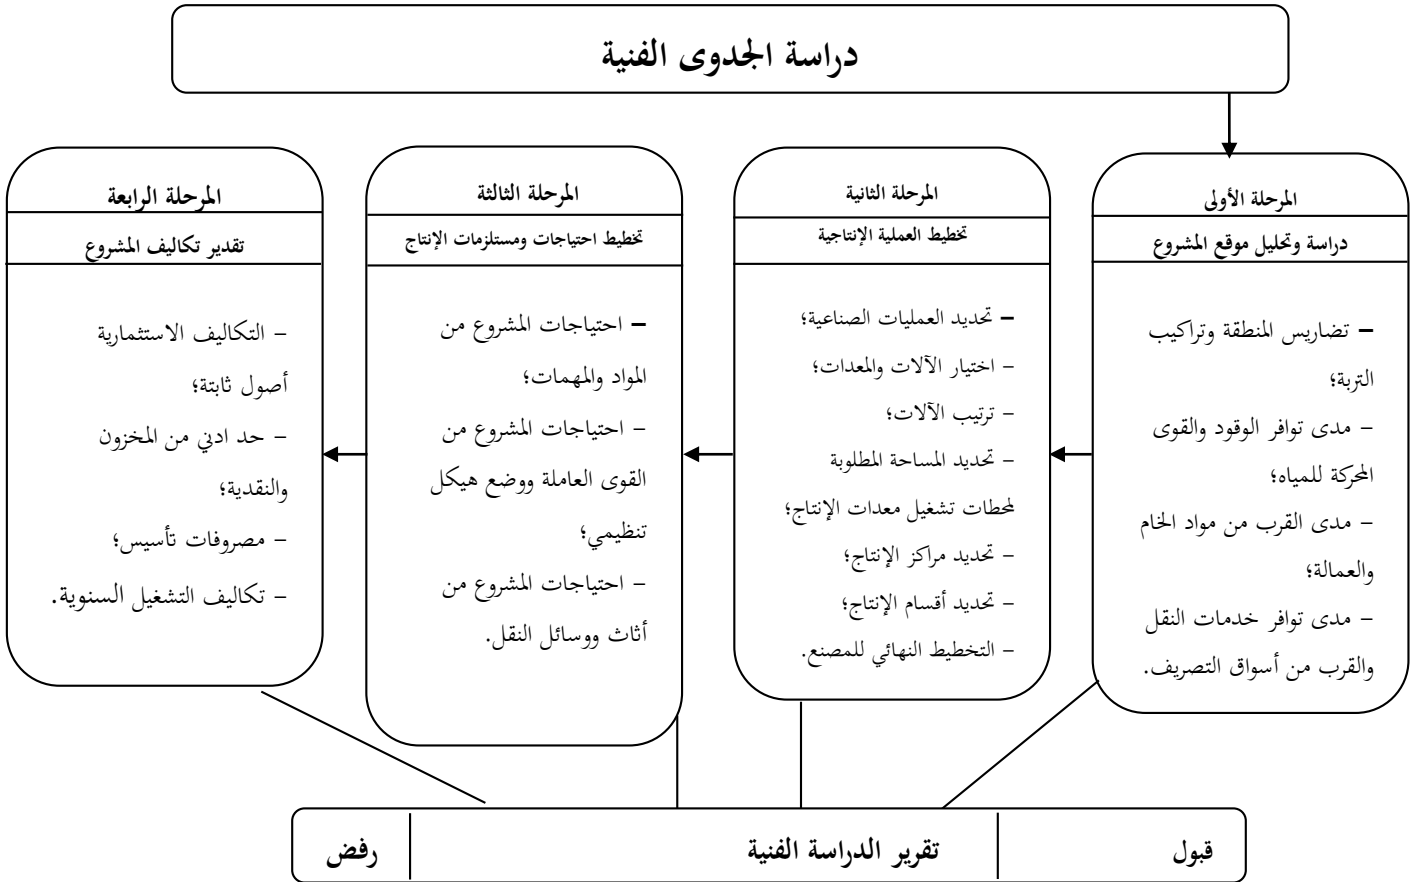 دراسة الجدوى الفنية
المرحلة الأولى
دراسة وتحليل موقع المشروع
– تضاريس المنطقة وتراكيب
التربة؛
– مدى توافر الوقود والقوى
المحركة للمياه؛
– مدى القرب من مواد الخام
والعمالة؛
– مدى توافر خدمات النقل
والقرب من أسواق التصريف.
المرحلة الثانية
تخطيط العملية الإنتاجية
– تحديد العمليات الصناعية؛
– اختيار الآلات والمعدات؛
– ترتيب الآلات؛
– تحديد المساحة المطلوبة
لمحطات تشغيل معدات الإنتاج؛
– تحديد مراكز الإنتاج؛
– تحديد أقسام الإنتاج؛
– التخطيط النهائي للمصنع.
المرحلة الثالثة
تخطيط احتياجات ومستلزمات الإنتاج
– احتياجات المشروع من
المواد والمهمات؛
– احتياجات المشروع من
القوى العاملة ووضع هيكل
تنظيمي؛
– احتياجات المشروع من
أثاث ووسائل النقل.
المرحلة الرابعة
تقدير تكاليف المشروع
– التكاليف الاستثمارية
أصول ثابتة؛
– حد ادني من المخزون
والنقدية؛
– مصروفات تأسيس؛
– تكاليف التشغيل السنوية.
قبول
تقرير الدراسة الفنية
رفض